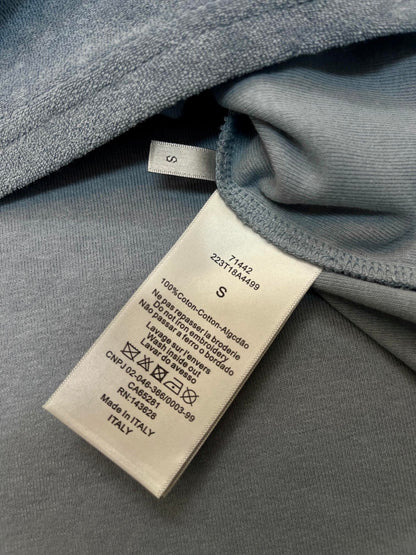 S
71442
223T18A4499
S
100%Coton-Cotton-Algodão
Ne pas repasser la broderie
Do not iron embroidery
Não passar a ferro o bordado
Lavage sur l'envers
Wash inside out
Lavar do avesso
CNPJ 02-046-366/0003-99
CA65281
RN:143628
Made in ITALY
ITALY